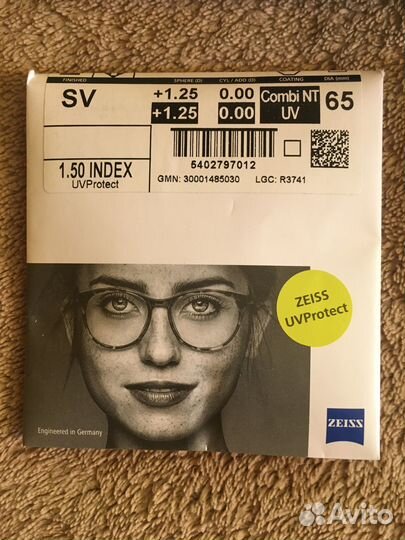 FINISHED SPHERE (D) CYL / ADD (D) COATING DIA (mm)
SV +1.25 0.00 Combi NT 65
+1.25 0.00 UV
5402797012
1.50 INDEX
UVProtect
GMN: 30001485030 LGC: R3741
ZEISS
UVProtect
Engineered in Germany
ZEISS
Avito